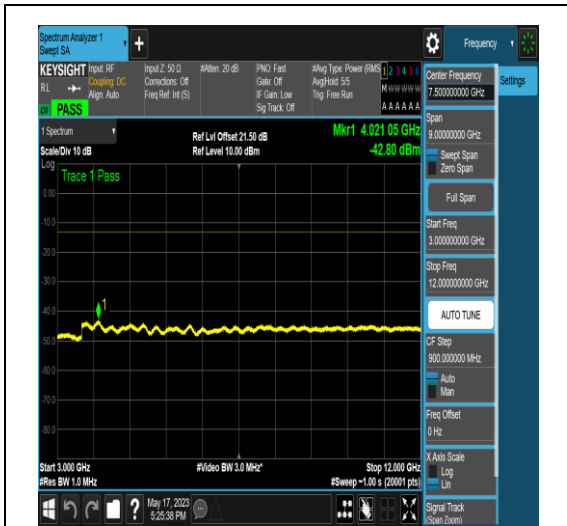 Spectrum Analyzer 1
Swept SA
Frequency
KEYSIGHT
RL
PASS
Input: RF
Coupling: DC
Align: Auto
Input Z: 50 Ω
Corrections: Off
Freq Ref: Int (S)
#Atten: 20 dB
PNO: Fast
Gate: Off
IF Gain: Low
Sig Track: Off
#Avg Type: Power (RMS
Avg|Hold: 5/5
Trig: Free Run
1 2 3 4 5 6
M W W W W W
A A A A A A
1 Spectrum
Scale/Div 10 dB
Ref Lvl Offset 21.50 dB
Ref Level 10.00 dBm
Mkr1 4.021 05 GHz
-42.80 dBm
Log
Trace 1 Pass
0.00
-10.0
-20.0
-30.0
-40.0
-50.0
-60.0
-70.0
-80.0
1
Start 3.000 GHz
#Res BW 1.0 MHz
#Video BW 3.0 MHz*
Stop 12.000 GHz
#Sweep ~1.00 s (20001 pts)
May 17, 2023
5:25:38 PM
Center Frequency
7.500000000 GHz
Settings
Span
9.00000000 GHz
Swept Span
Zero Span
Full Span
Start Freq
3.000000000 GHz
Stop Freq
12.000000000 GHz
AUTO TUNE
CF Step
900.000000 MHz
Auto
Man
Freq Offset
0 Hz
X Axis Scale
Log
Lin
Signal Track
(Span Zoom)